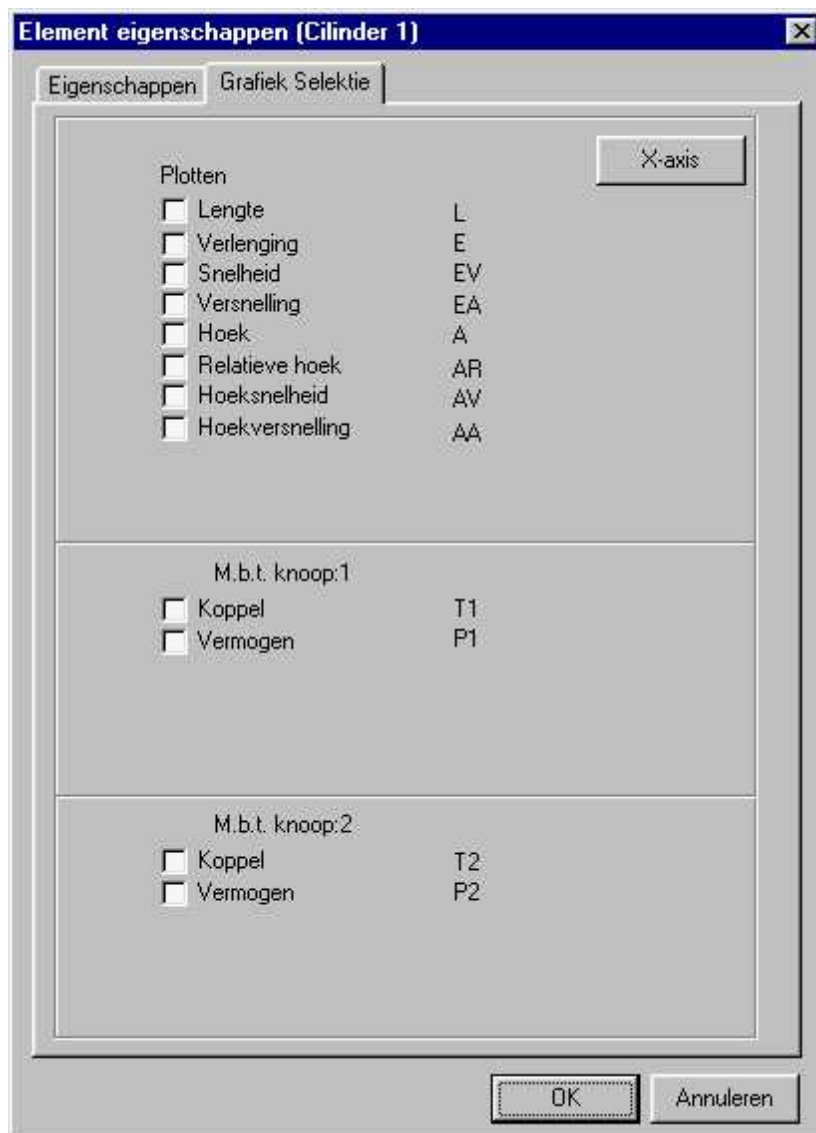 Element eigenschappen (Cilinder 1)
Eigenschappen Grafiek Selektie
X-axis
Plotten
Lengte L
Verlenging E
Snelheid EV
Versnelling EA
Hoek A
Relatieve hoek AR
Hoeksnelheid AV
Hoekversnelling AA
M.b.t. knoop:1
Koppel T1
Vermogen P1
M.b.t. knoop:2
Koppel T2
Vermogen P2
OK Annuleren